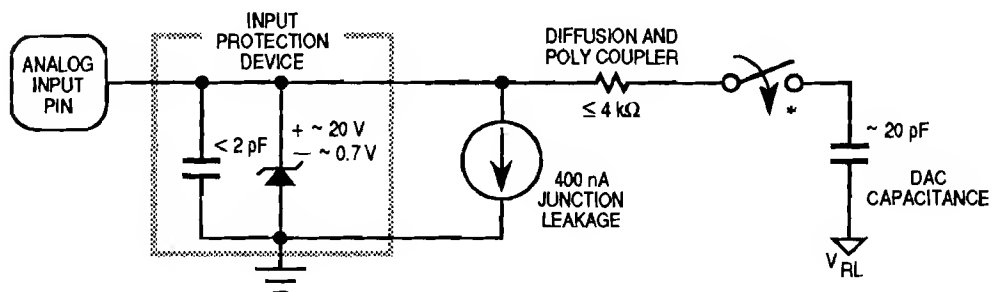 INPUT
PROTECTION
DEVICE
ANALOG
INPUT
PIN
< 2 pF
+ ~ 20 V
– ~ 0.7 V
400 nA
JUNCTION
LEAKAGE
DIFFUSION AND
POLY COUPLER
≤ 4 kΩ
*
~ 20 pF
DAC
CAPACITANCE
VRL